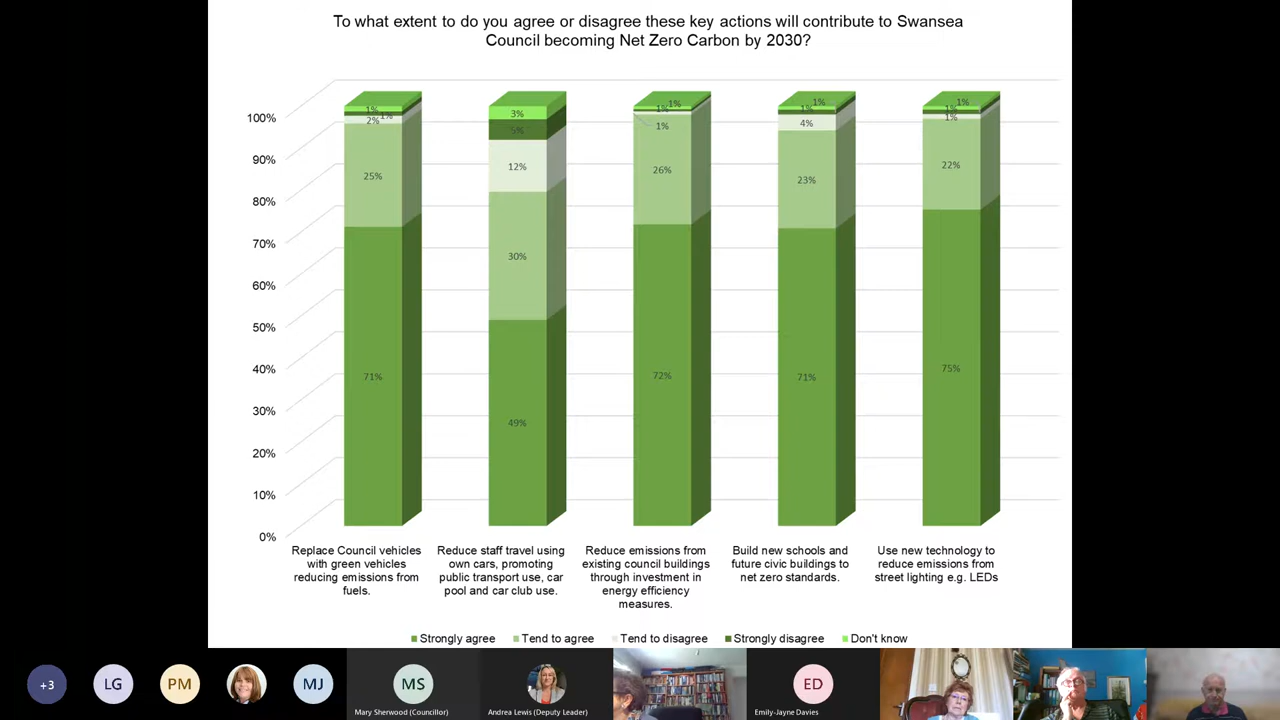 To what extent to do you agree or disagree these key actions will contribute to Swansea
Council becoming Net Zero Carbon by 2030?
100%
90%
80%
70%
60%
50%
40%
30%
20%
10%
0%
1%
1%
2%
25%
71%
3%
5%
12%
30%
49%
1%
1%
1%
26%
72%
1%
1%
4%
23%
71%
1%
1%
1%
22%
75%
Replace Council vehicles
with green vehicles
reducing emissions from
fuels.
Reduce staff travel using
own cars, promoting
public transport use, car
pool and car club use.
Reduce emissions from
existing council buildings
through investment in
energy efficiency
measures.
Build new schools and
future civic buildings to
net zero standards.
Use new technology to
reduce emissions from
street lighting e.g. LEDs
Strongly agree
Tend to agree
Tend to disagree
Strongly disagree
Don't know
+3
LG
PM
MJ
MS
Mary Sherwood (Councillor)
Andrea Lewis (Deputy Leader)
ED
Emily-Jayne Davies